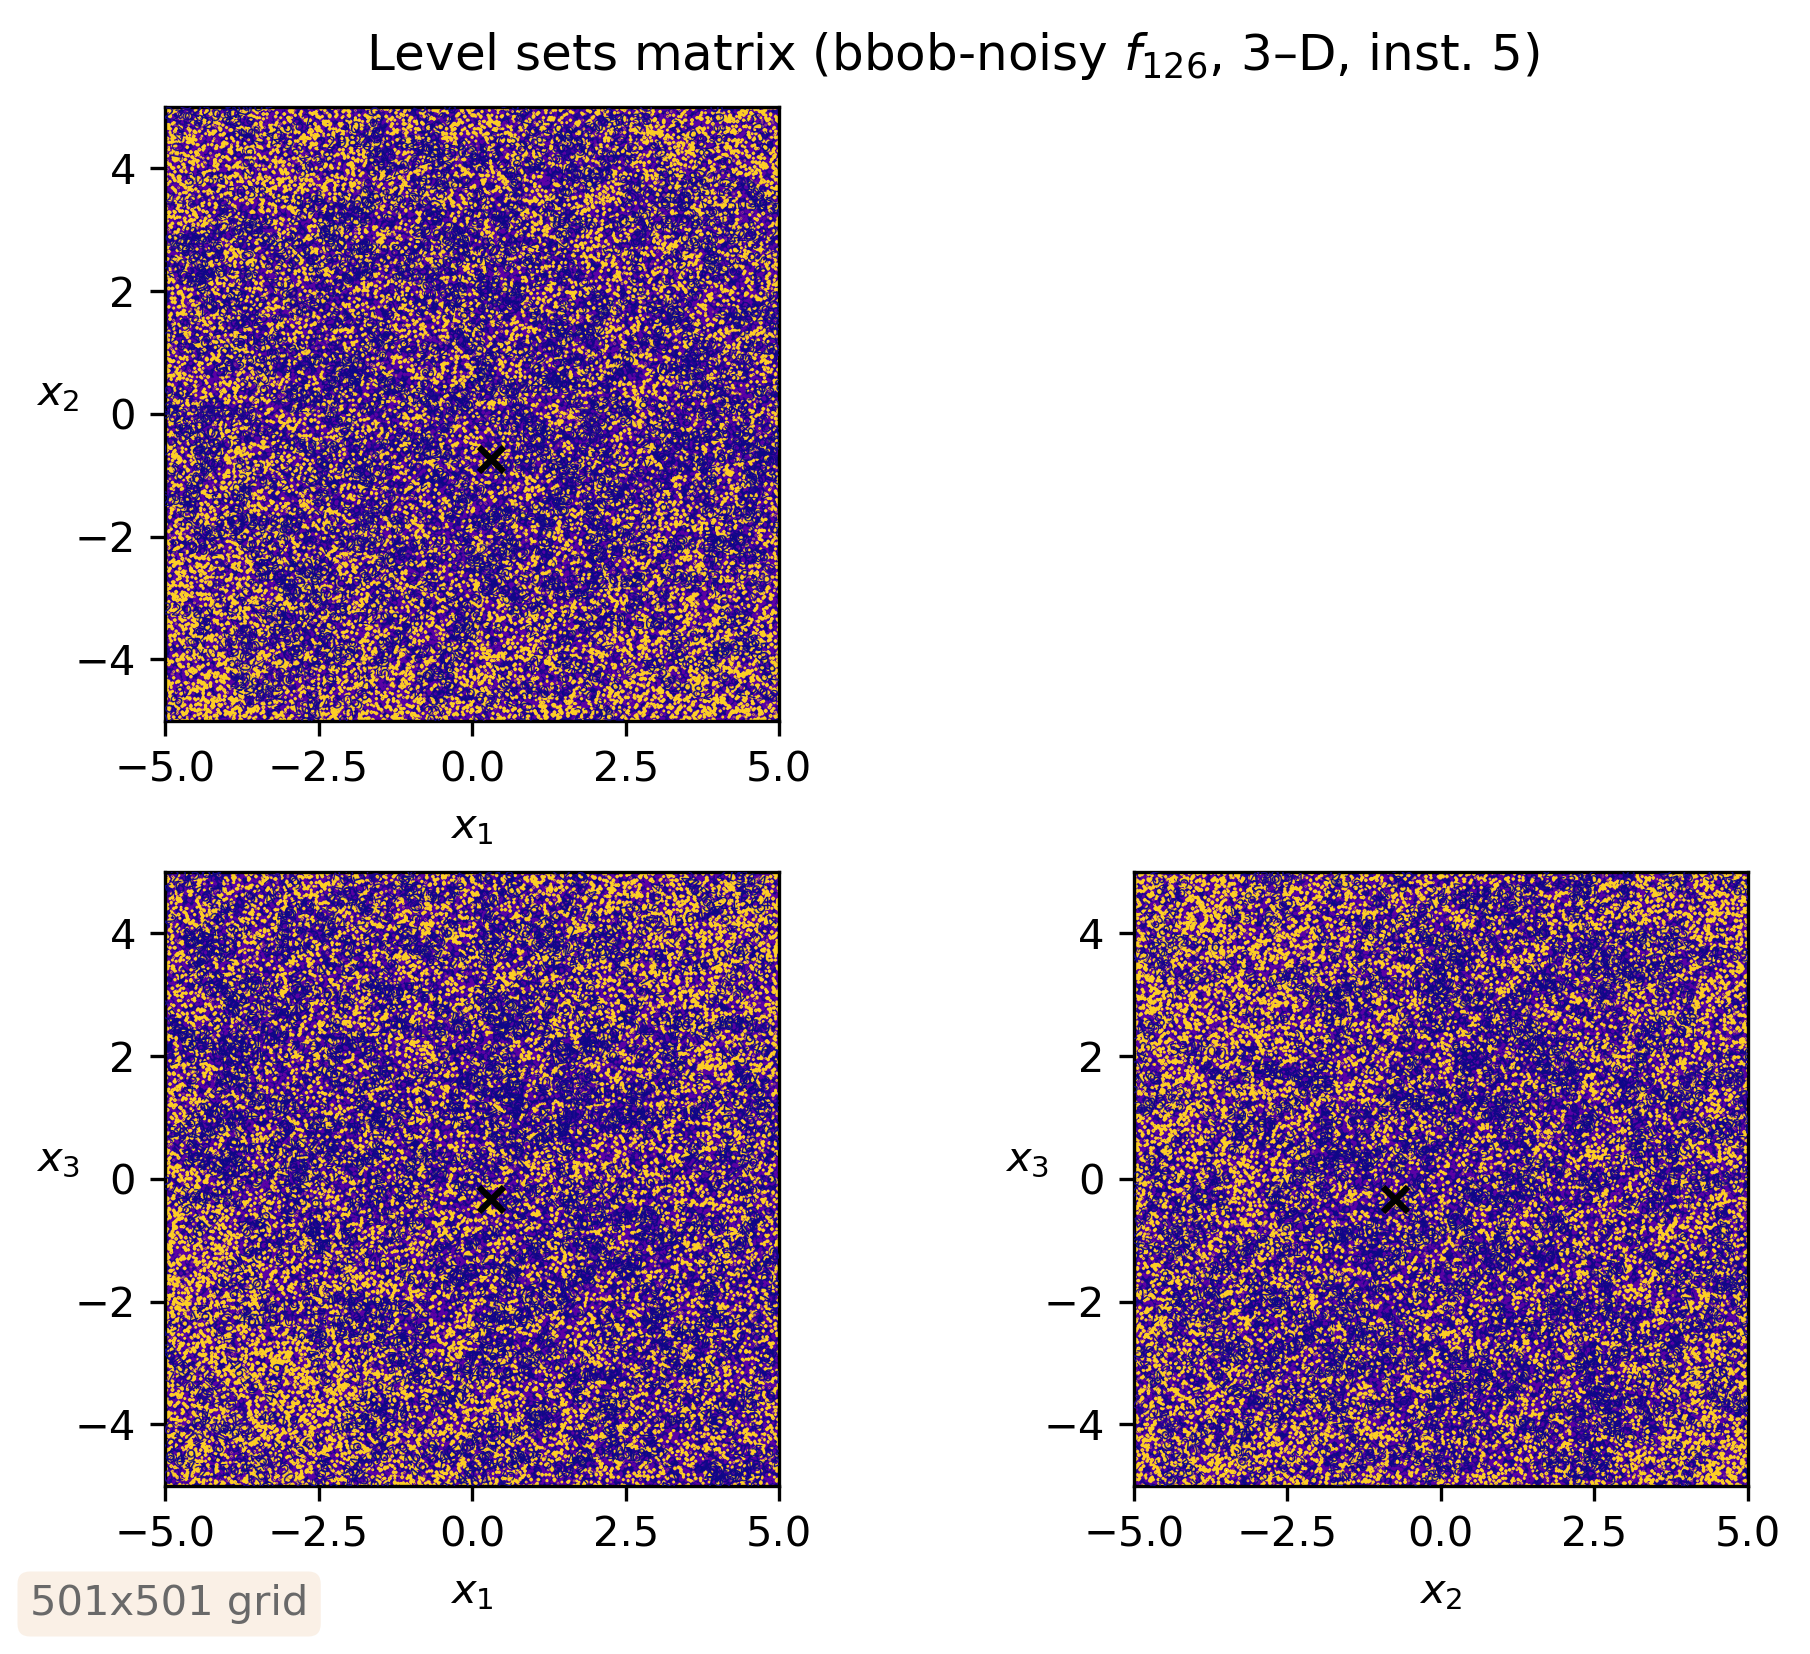 Level sets matrix (bbob-noisy f₁₂₆, 3–D, inst. 5)
4
2
x₂ 0
−2
−4
−5.0 −2.5 0.0 2.5 5.0
x₁
4 4
2 2
x₃ 0 x₃ 0
−2 −2
−4 −4
−5.0 −2.5 0.0 2.5 5.0 −5.0 −2.5 0.0 2.5 5.0
x₁ x₂
501x501 grid